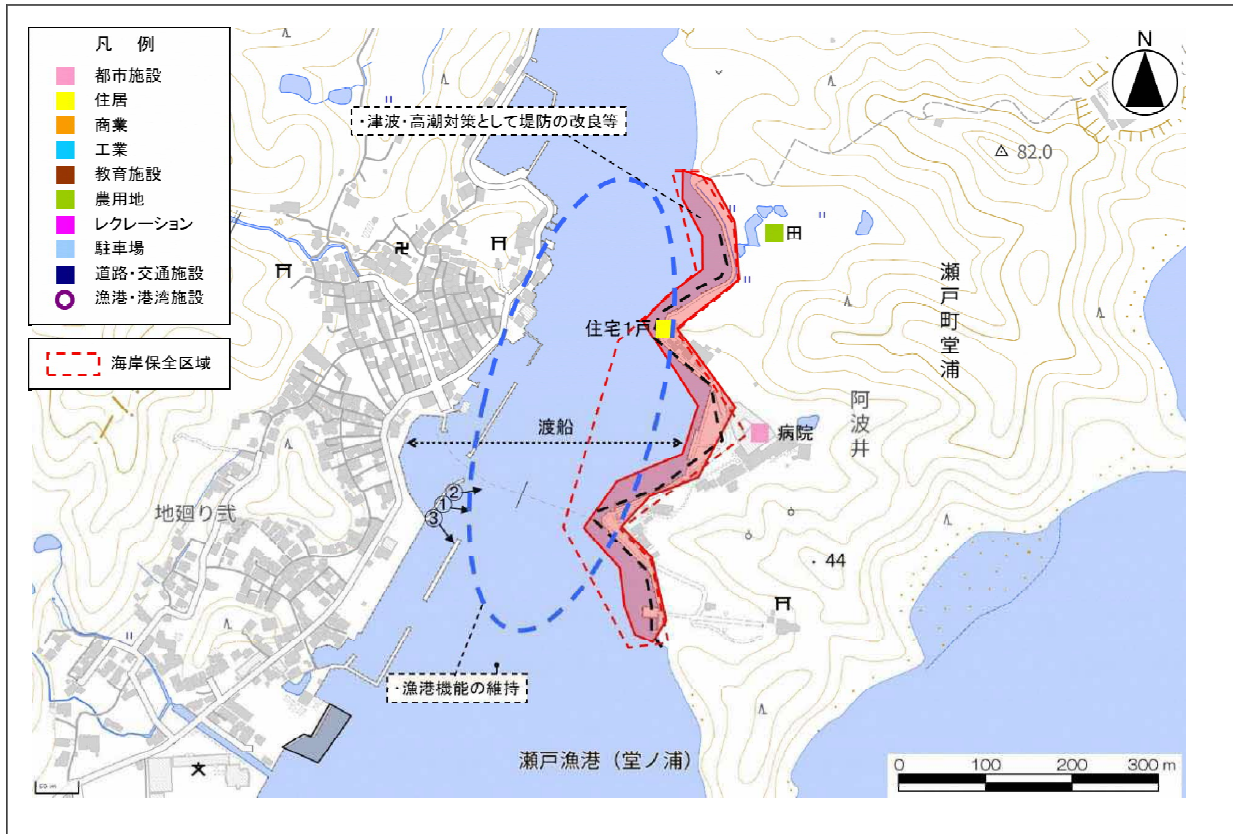 凡 例
都市施設
住居
商業
工業
教育施設
農用地
レクレーション
駐車場
道路・交通施設
漁港・港湾施設
海岸保全区域
N
・津波・高潮対策として堤防の改良等
82.0
田
瀬戸町堂浦
住宅1戸
阿波井
病院
渡船
②
①
③
地廻り弐
44
・漁港機能の維持
瀬戸漁港（堂ノ浦）
0 100 200 300 m